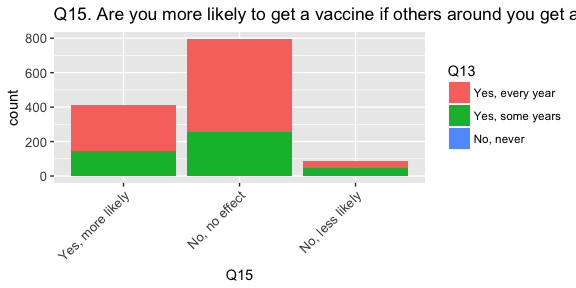 Q15. Are you more likely to get a vaccine if others around you get a
800
600
400
200
0
count
Yes, more likely
No, no effect
No, less likely
Q15
Q13
Yes, every year
Yes, some years
No, never